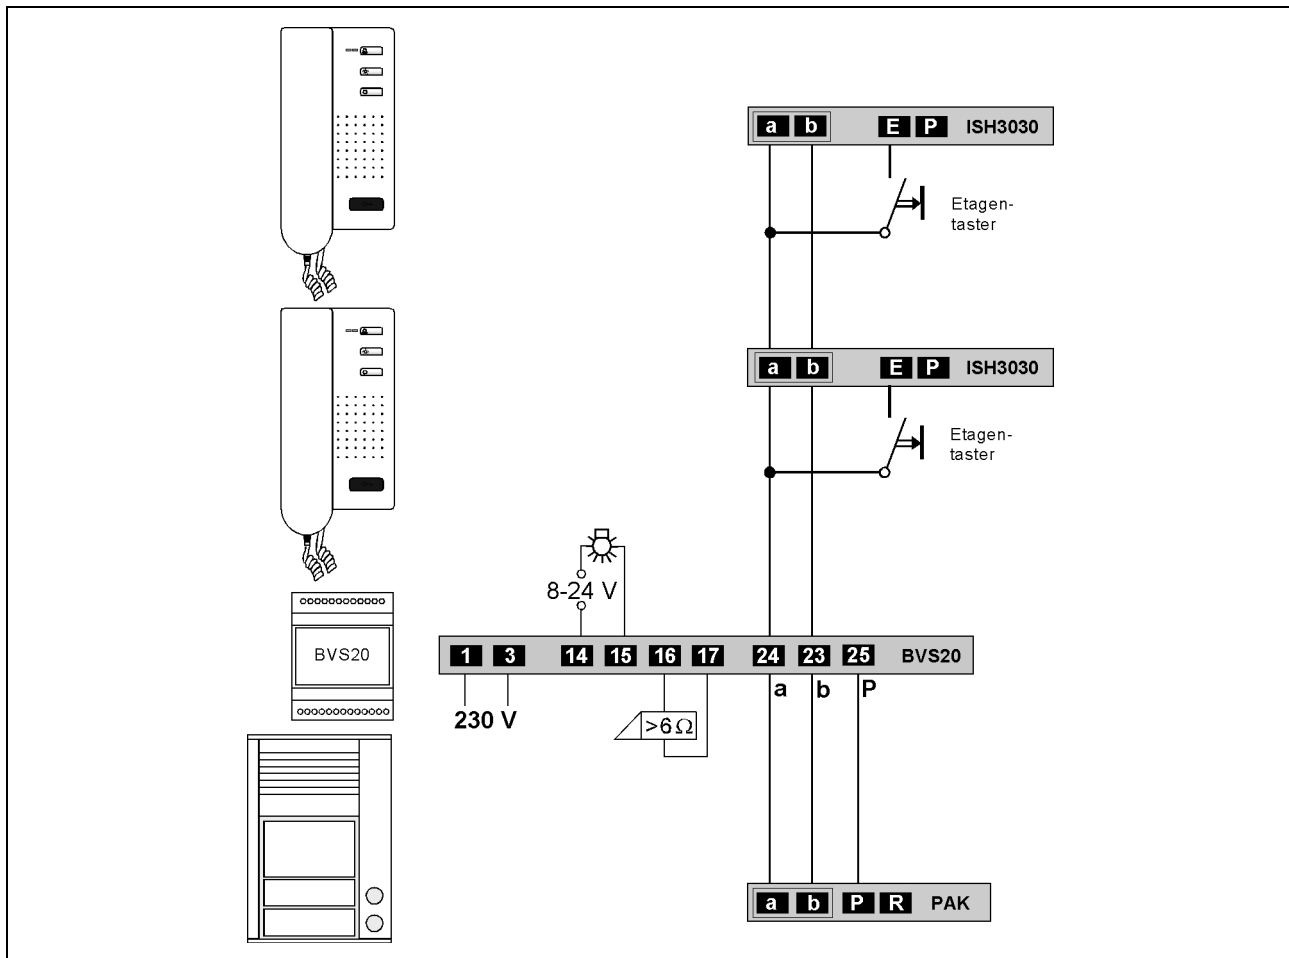 a b E P ISH3030
Etagen-
taster
a b E P ISH3030
Etagen-
taster
8-24 V
BVS20
1 3 14 15 16 17 24 23 25 BVS20
a b P
230 V
>6 Ω
a b P R PAK